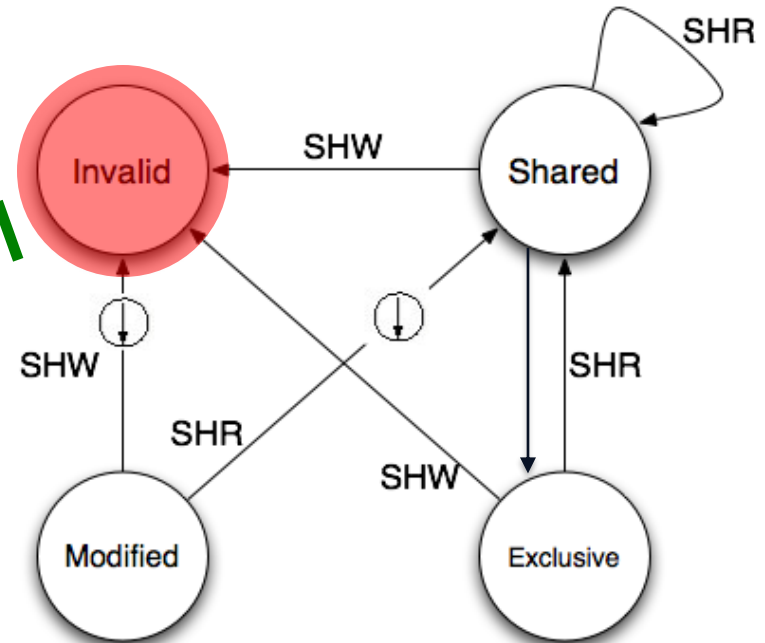 SHR
SHW
Invalid
Shared
SHW
SHR
SHR
SHW
Modified
Exclusive